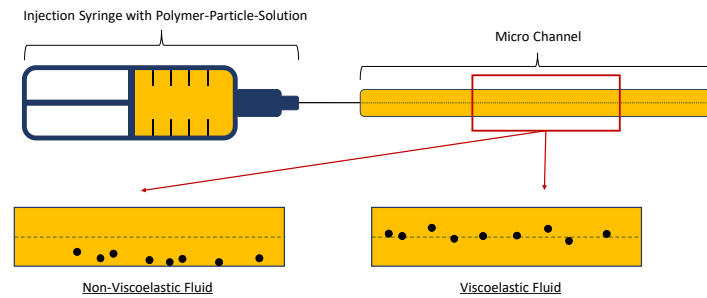 Injection Syringe with Polymer-Particle-Solution
Micro Channel
Non-Viscoelastic Fluid
Viscoelastic Fluid